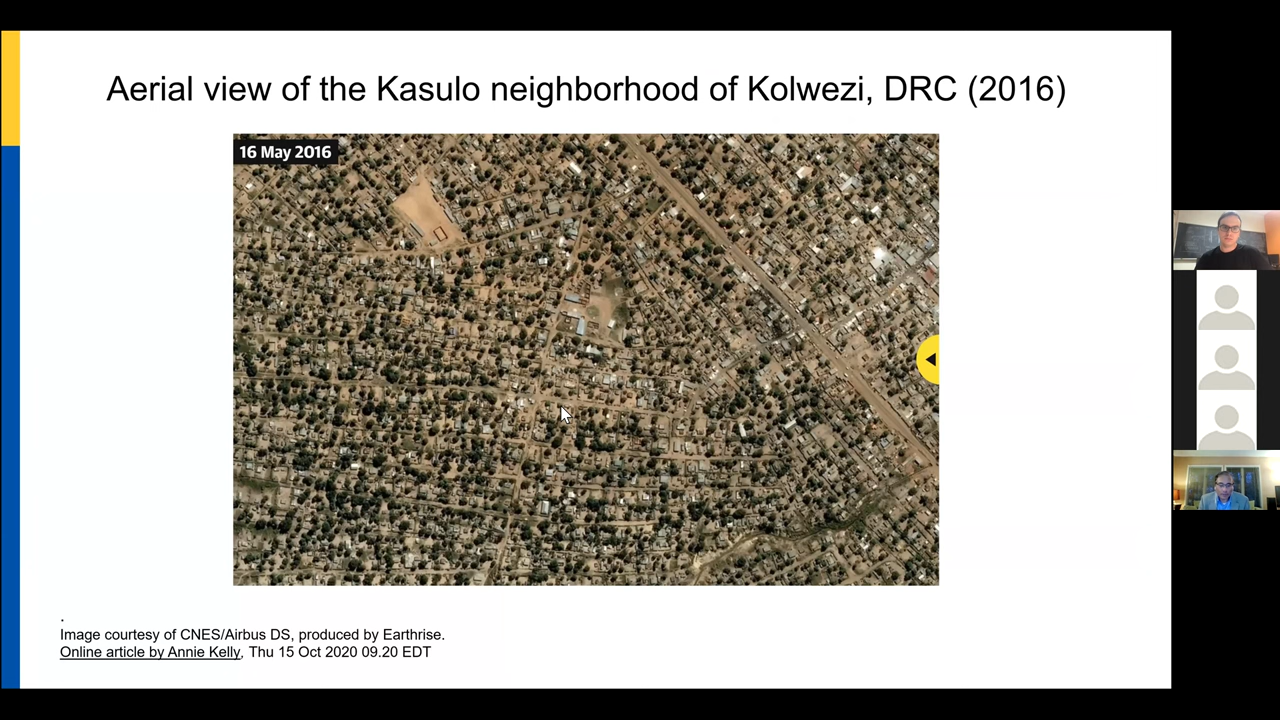 Aerial view of the Kasulo neighborhood of Kolwezi, DRC (2016)
16 May 2016
.
Image courtesy of CNES/Airbus DS, produced by Earthrise.
Online article by Annie Kelly, Thu 15 Oct 2020 09.20 EDT